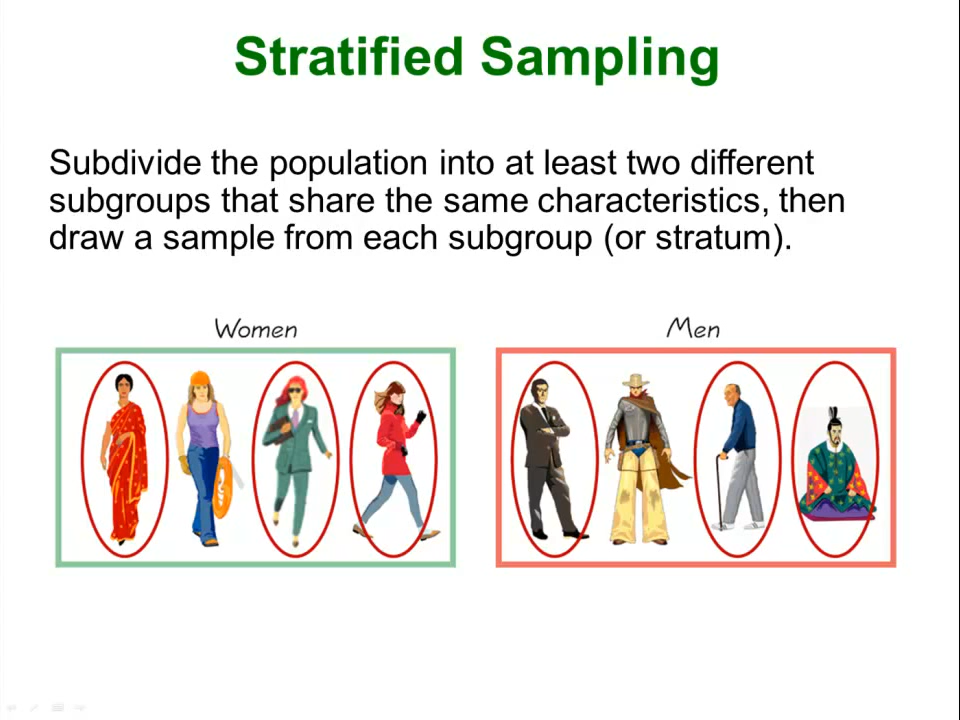 Stratified Sampling
Subdivide the population into at least two different
subgroups that share the same characteristics, then
draw a sample from each subgroup (or stratum).
Women
Men